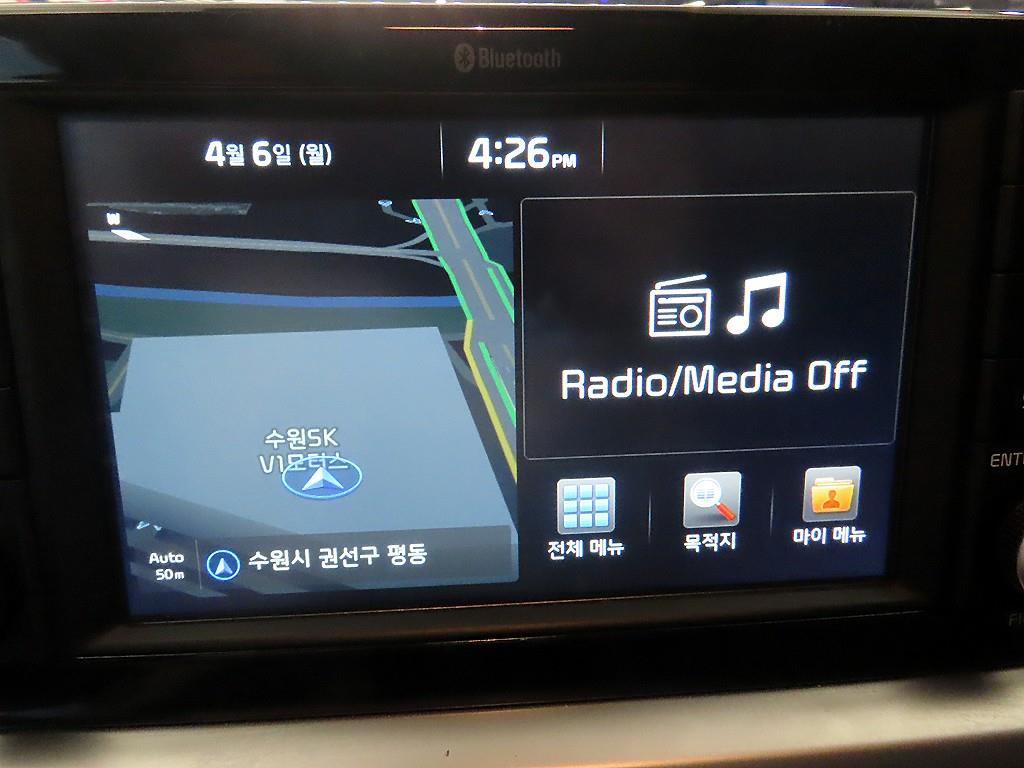 Bluetooth
4월 6일 (월)
4:26 PM
W
Radio/Media Off
수원SK
V1모터스
Auto
50m
수원시 권선구 평동
전체 메뉴
목적지
마이 메뉴